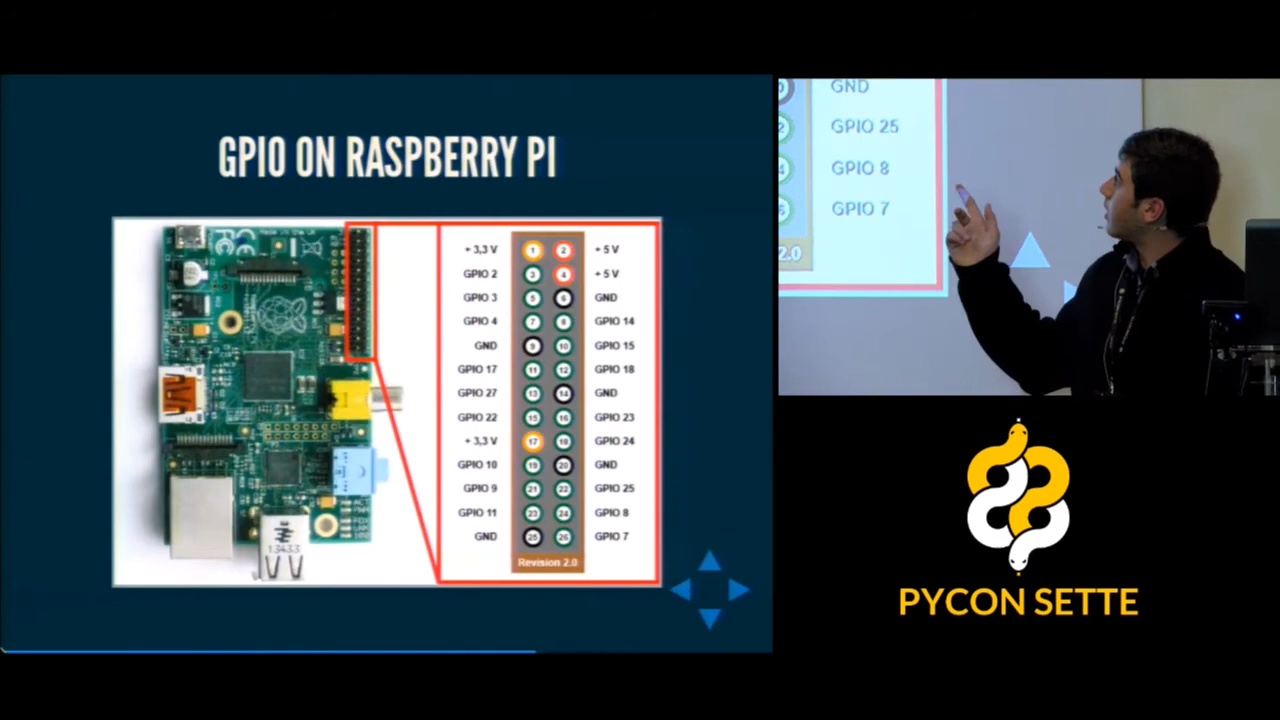 GPIO ON RASPBERRY PI
+ 3,3 V 1 2 + 5 V
GPIO 2 3 4 + 5 V
GPIO 3 5 6 GND
GPIO 4 7 8 GPIO 14
GND 9 10 GPIO 15
GPIO 17 11 12 GPIO 18
GPIO 27 13 14 GND
GPIO 22 15 16 GPIO 23
+ 3,3 V 17 18 GPIO 24
GPIO 10 19 20 GND
GPIO 9 21 22 GPIO 25
GPIO 11 23 24 GPIO 8
GND 25 26 GPIO 7
Revision 2.0
13433
GND
GPIO 25
GPIO 8
GPIO 7
2.0
PYCON SETTE